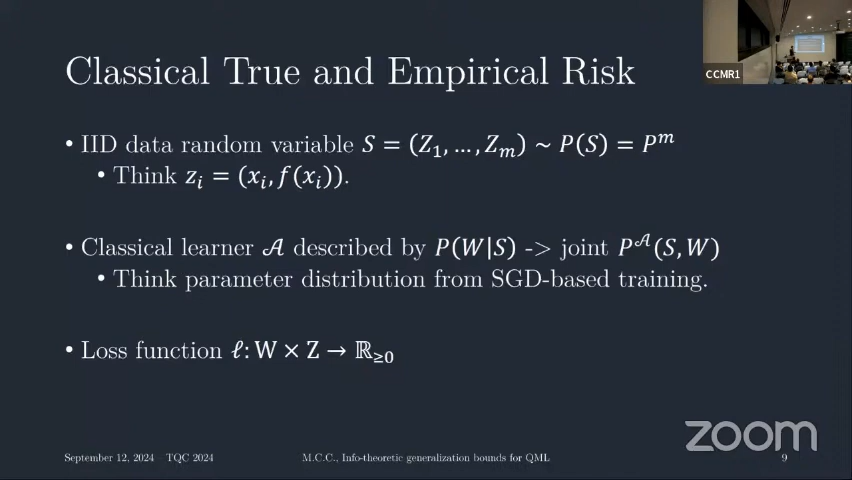 CCMR1
Classical True and Empirical Risk
• IID data random variable S = (Z₁, …, Zₘ) ~ P(S) = Pᵐ
• Think zᵢ = (xᵢ, f(xᵢ)).
• Classical learner 𝒜 described by P(W|S) -> joint P^𝒜(S, W)
• Think parameter distribution from SGD-based training.
• Loss function ℓ: W × Z → ℝ≥0
zoom
September 12, 2024 TQC 2024 M.C.C., Info-theoretic generalization bounds for QML 9